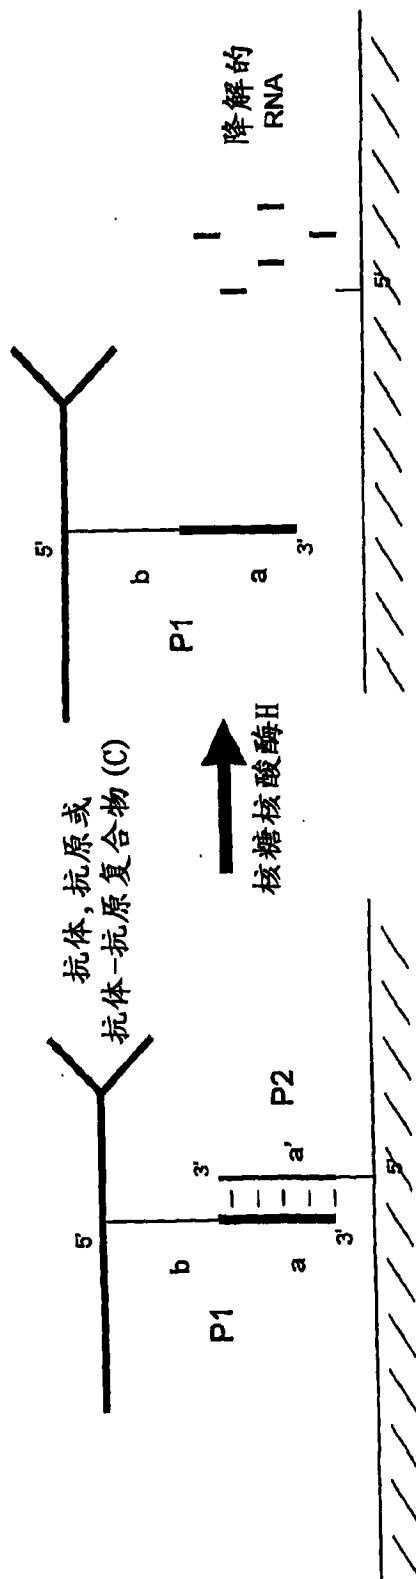 抗体,抗原或
抗体-抗原复合物(C)
5'
b
P1
a
3'
3'
a'
P2
5'
核糖核酸酶H
5'
b
P1
a
3'
降解的
RNA
5'